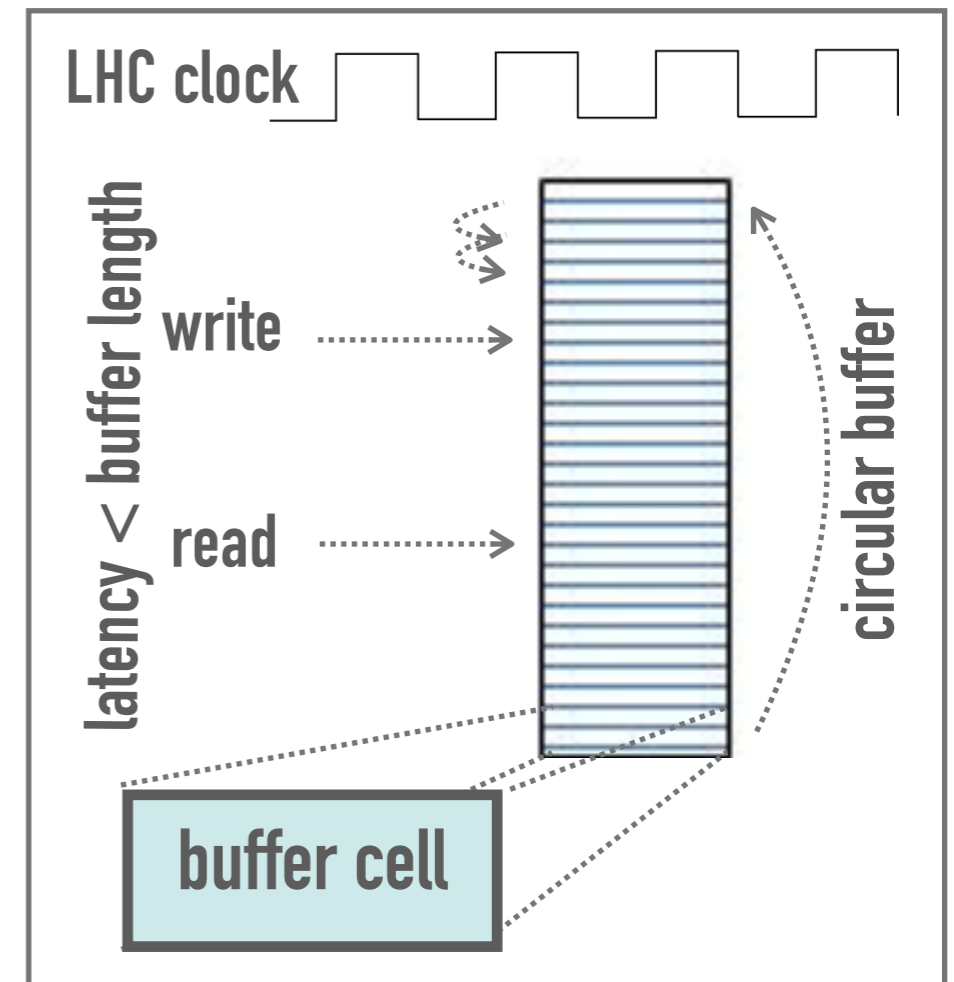 LHC clock
latency < buffer length
write
read
circular buffer
buffer cell